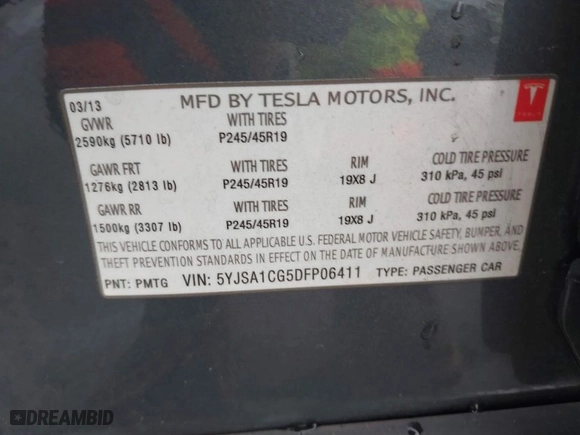 03/13 MFD BY TESLA MOTORS, INC.
TESLA
GVWR WITH TIRES
2590kg (5710 lb) P245/45R19
GAWR FRT WITH TIRES RIM COLD TIRE PRESSURE
1276kg (2813 lb) P245/45R19 19X8 J 310 kPa, 45 psi
GAWR RR WITH TIRES RIM COLD TIRE PRESSURE
1500kg (3307 lb) P245/45R19 19X8 J 310 kPa, 45 psi
THIS VEHICLE CONFORMS TO ALL APPLICABLE U.S. FEDERAL MOTOR VEHICLE SAFETY, BUMPER, AND
THEFT PREVENTION STANDARDS IN EFFECT ON THE DATE OF MANUFACTURE SHOWN ABOVE.
PNT: PMTG VIN: 5YJSA1CG5DFP06411 TYPE: PASSENGER CAR
DREAMBID